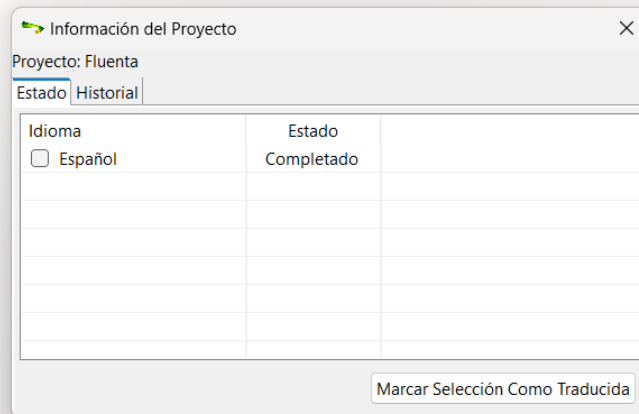 Información del Proyecto
Proyecto: Fluenta
Estado Historial
Idioma Estado
Español Completado
Marcar Selección Como Traducida